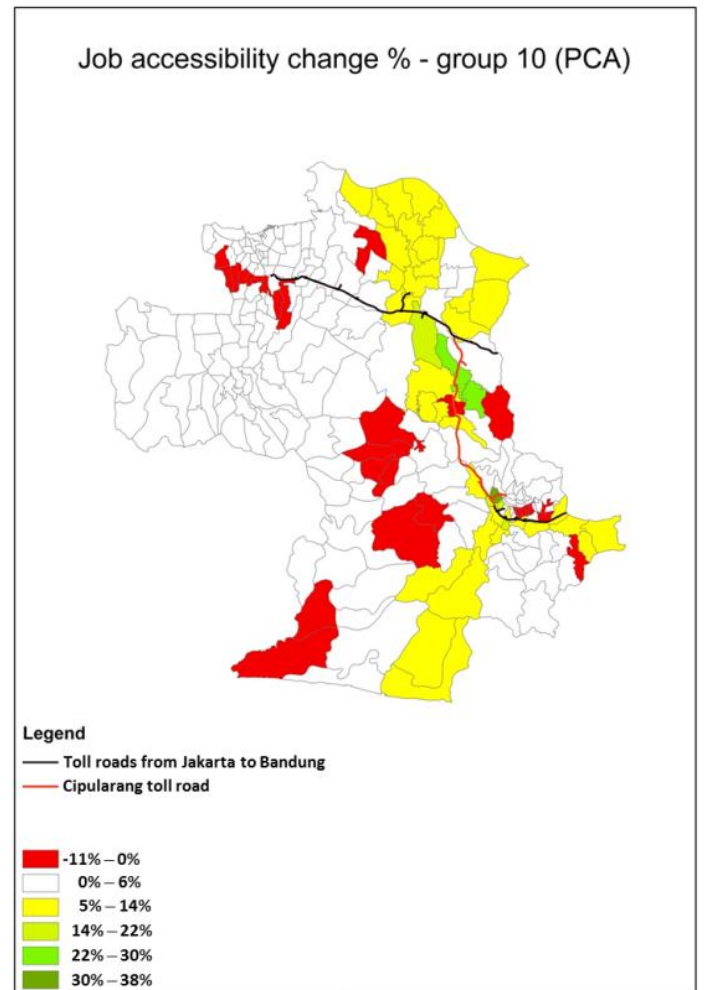 Job accessibility change % - group 10 (PCA)
Legend
Toll roads from Jakarta to Bandung
Cipularang toll road
-11% – 0%
0% – 6%
5% – 14%
14% – 22%
22% – 30%
30% – 38%